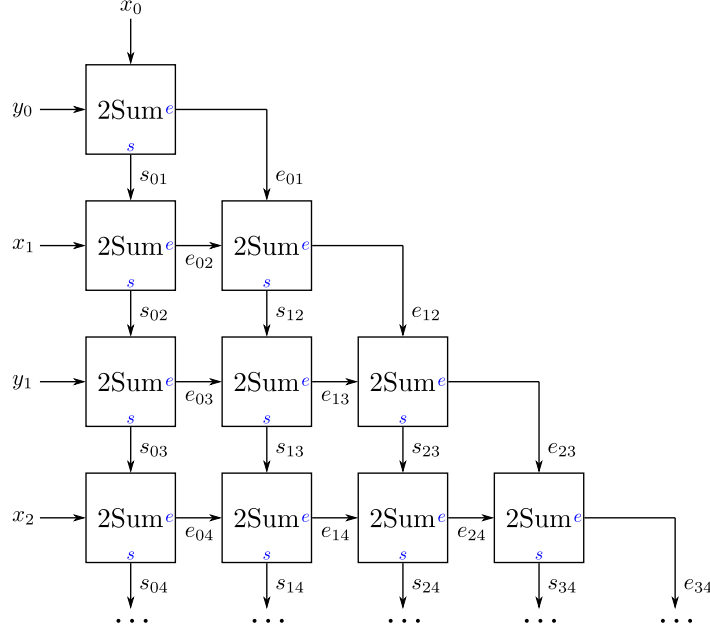 x₀
y₀ 2Sum e
s
s₀₁ e₀₁
x₁ 2Sum e 2Sum e
e₀₂
s s
s₀₂ s₁₂ e₁₂
y₁ 2Sum e 2Sum e 2Sum e
e₀₃ e₁₃
s s s
s₀₃ s₁₃ s₂₃ e₂₃
x₂ 2Sum e 2Sum e 2Sum e 2Sum e
e₀₄ e₁₄ e₂₄
s s s s
s₀₄ s₁₄ s₂₄ s₃₄ e₃₄
... ... ... ... ...